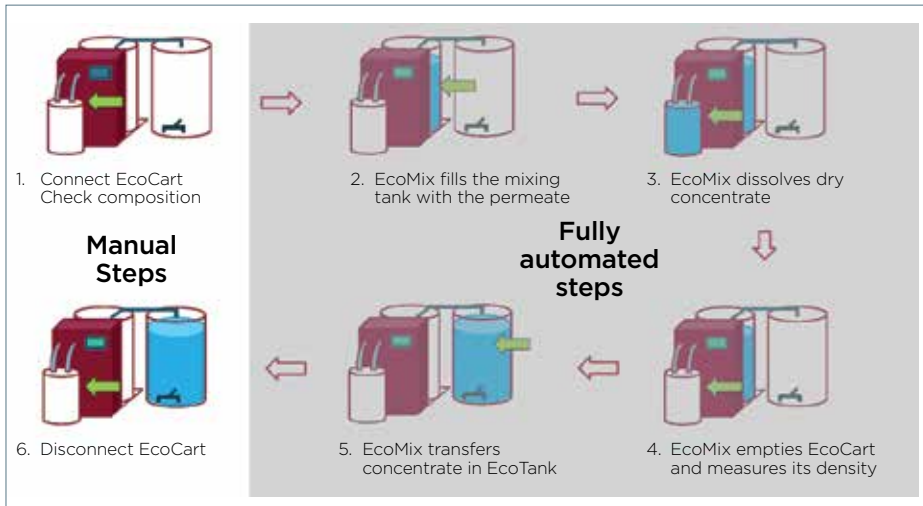 1. Connect EcoCart
Check composition
2. EcoMix fills the mixing
tank with the permeate
3. EcoMix dissolves dry
concentrate
Manual
Steps
Fully
automated
steps
6. Disconnect EcoCart
5. EcoMix transfers
concentrate in EcoTank
4. EcoMix empties EcoCart
and measures its density